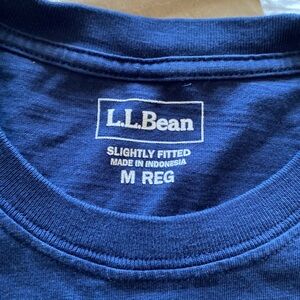 L.L.Bean
SLIGHTLY FITTED
MADE IN INDONESIA
M REG